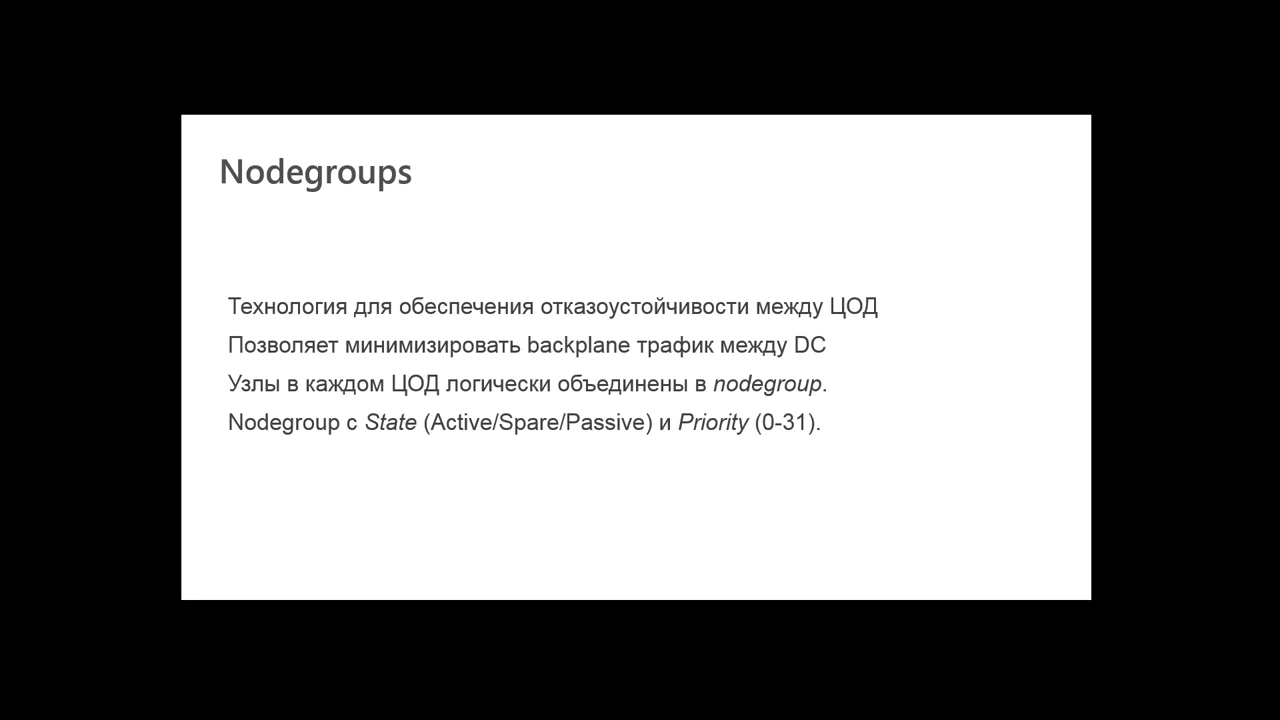 Nodegroups
Технология для обеспечения отказоустойчивости между ЦОД
Позволяет минимизировать backplane трафик между DC
Узлы в каждом ЦОД логически объединены в nodegroup.
Nodegroup с State (Active/Spare/Passive) и Priority (0-31).